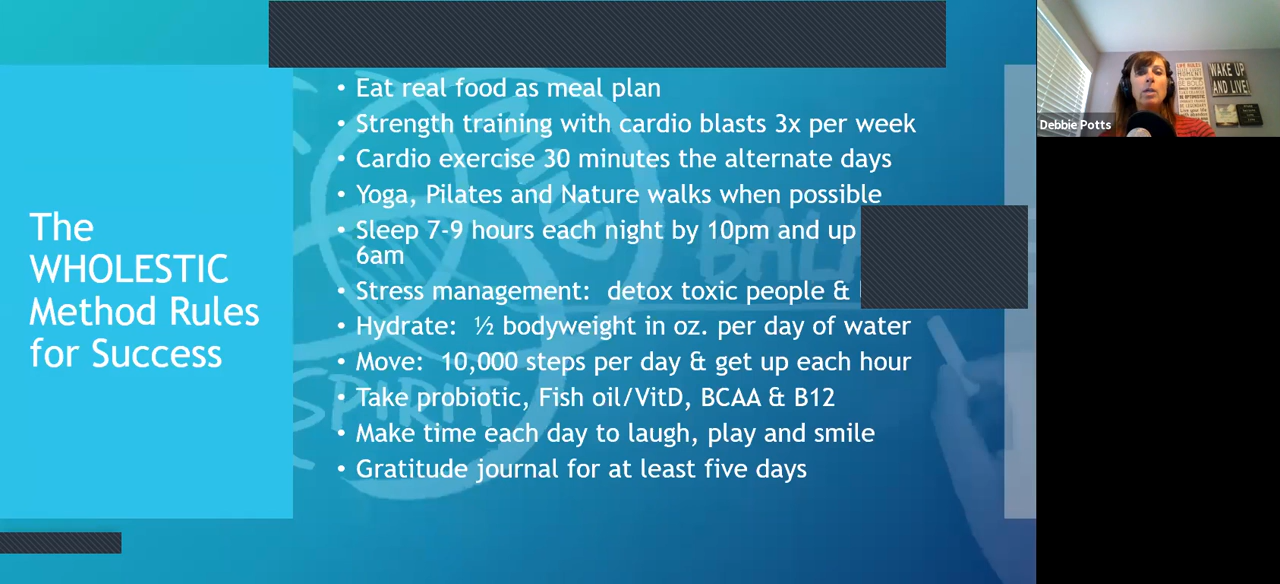 The
WHOLESTIC
Method Rules
for Success
• Eat real food as meal plan
• Strength training with cardio blasts 3x per week
• Cardio exercise 30 minutes the alternate days
• Yoga, Pilates and Nature walks when possible
• Sleep 7-9 hours each night by 10pm and up
6am
• Stress management:  detox toxic people &
• Hydrate:  ½ bodyweight in oz. per day of water
• Move:  10,000 steps per day & get up each hour
• Take probiotic, Fish oil/VitD, BCAA & B12
• Make time each day to laugh, play and smile
• Gratitude journal for at least five days
SPIRIT
WAKE UP
AND LIVE!
Debbie Potts